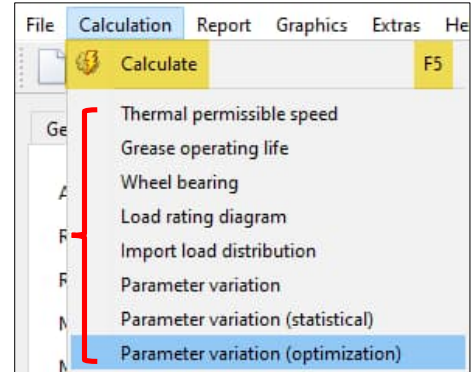 File Calculation Report Graphics Extras He
Calculate F5
Ge
Thermal permissible speed
Grease operating life
Wheel bearing
Load rating diagram
Import load distribution
Parameter variation
Parameter variation (statistical)
Parameter variation (optimization)